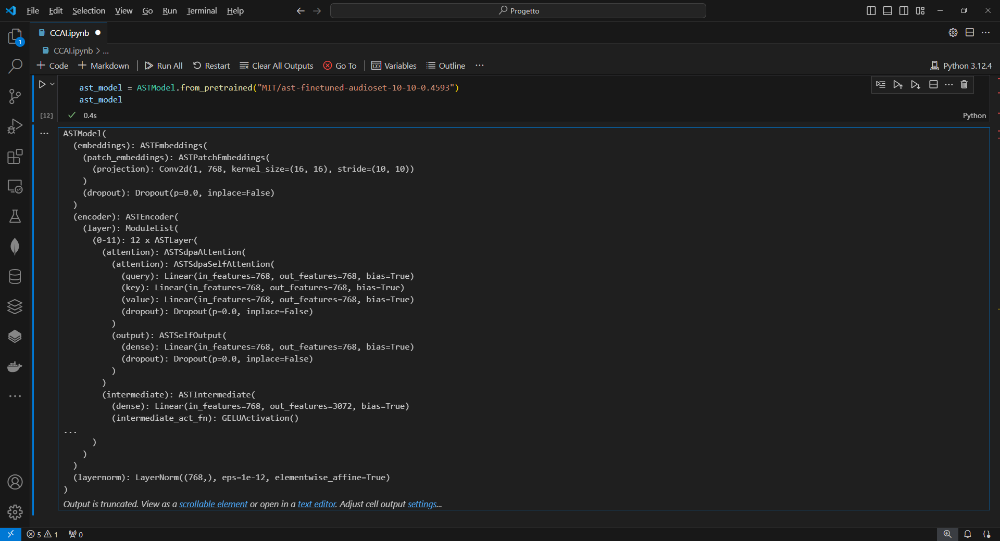 File Edit Selection View Go Run Terminal Help
Progetto
1
CCAI.ipynb
CCAI.ipynb > ...
Code Markdown Run All Restart Clear All Outputs Go To Variables Outline ... Python 3.12.4
ast_model = ASTModel.from_pretrained("MIT/ast-finetuned-audioset-10-10-0.4593")
ast_model
[12] 0.4s Python
ASTModel(
(embeddings): ASTEmbeddings(
(patch_embeddings): ASTPatchEmbeddings(
(projection): Conv2d(1, 768, kernel_size=(16, 16), stride=(10, 10))
)
(dropout): Dropout(p=0.0, inplace=False)
)
(encoder): ASTEncoder(
(layer): ModuleList(
(0-11): 12 x ASTLayer(
(attention): ASTSdpaAttention(
(attention): ASTSdpaSelfAttention(
(query): Linear(in_features=768, out_features=768, bias=True)
(key): Linear(in_features=768, out_features=768, bias=True)
(value): Linear(in_features=768, out_features=768, bias=True)
(dropout): Dropout(p=0.0, inplace=False)
)
(output): ASTSelfOutput(
(dense): Linear(in_features=768, out_features=768, bias=True)
(dropout): Dropout(p=0.0, inplace=False)
)
)
(intermediate): ASTIntermediate(
(dense): Linear(in_features=768, out_features=3072, bias=True)
(intermediate_act_fn): GELUActivation()
...
)
)
)
(layernorm): LayerNorm((768,), eps=1e-12, elementwise_affine=True)
)
Output is truncated. View as a scrollable element or open in a text editor. Adjust cell output settings...
5 1 0